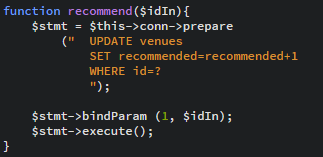 function recommend($idIn){
$stmt = $this->conn->prepare
(" UPDATE venues
SET recommended=recommended+1
WHERE id=?
");
$stmt->bindParam (1, $idIn);
$stmt->execute();
}